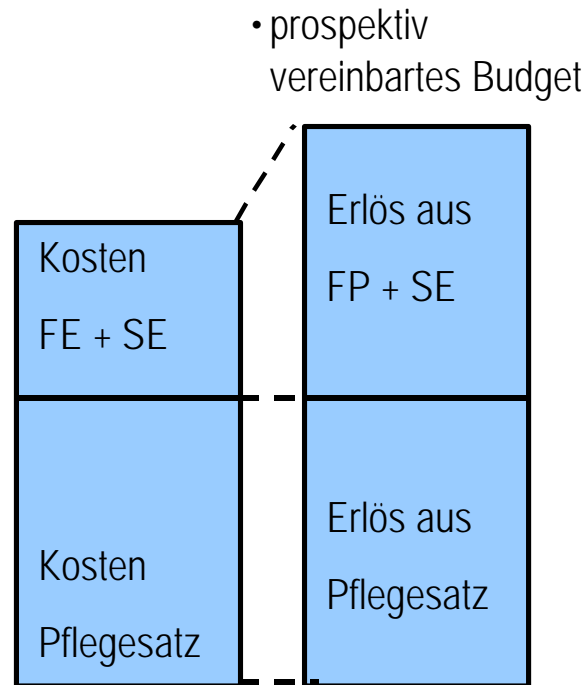 • prospektiv
vereinbartes Budget
Kosten
FE + SE
Erlös aus
FP + SE
Kosten
Pflegesatz
Erlös aus
Pflegesatz